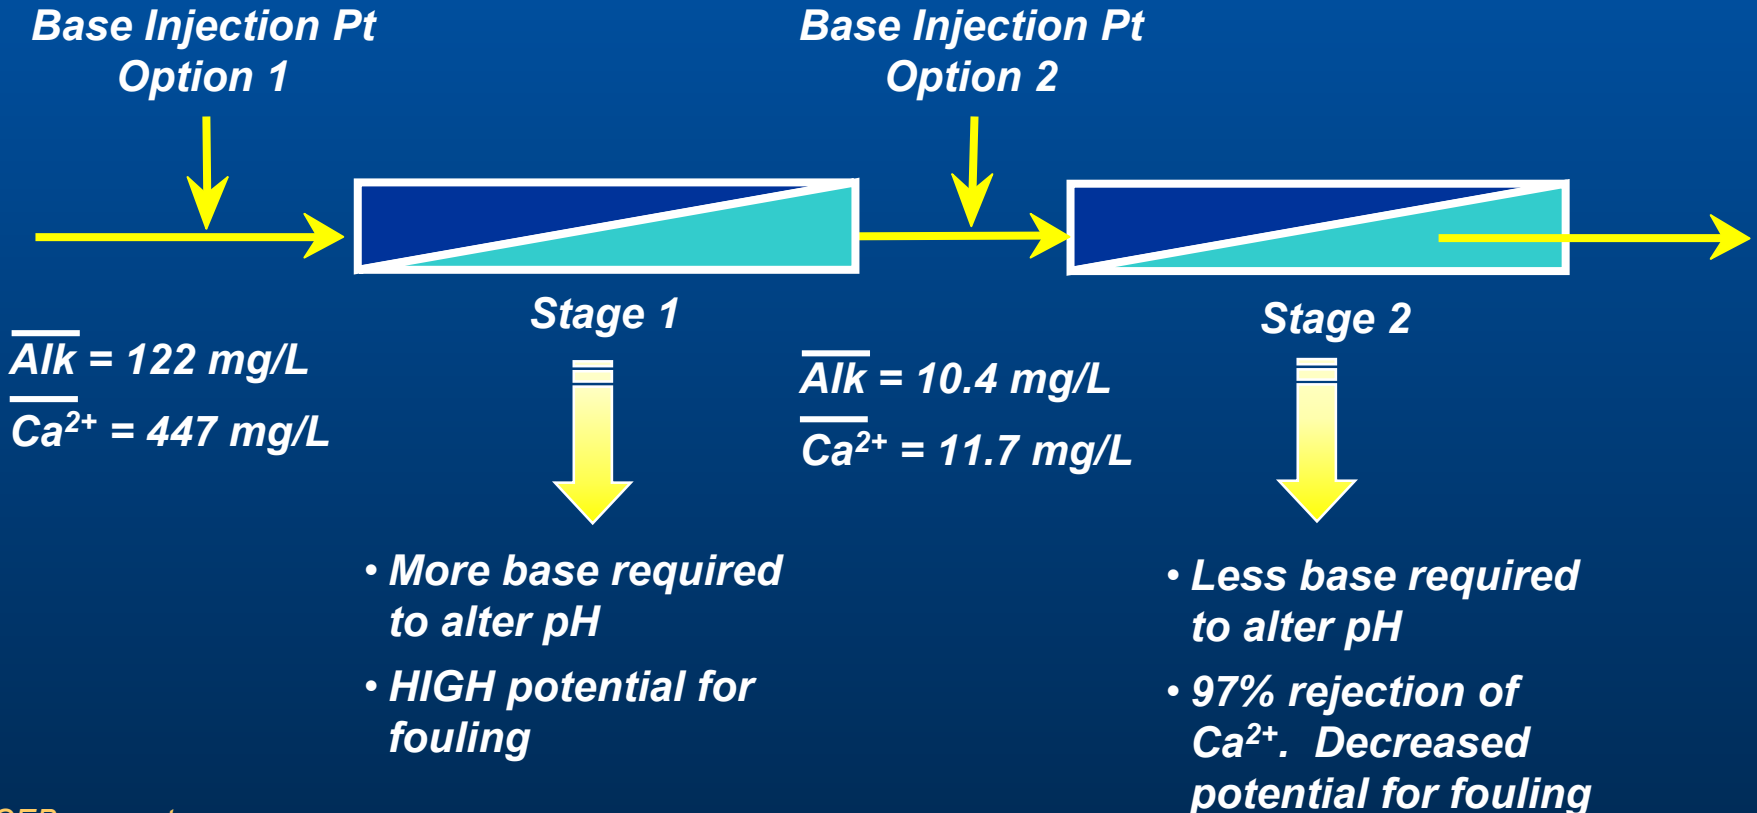 Base Injection Pt
Option 1
Base Injection Pt
Option 2
Stage 1
Stage 2
Alk = 122 mg/L
Ca²⁺ = 447 mg/L
Alk = 10.4 mg/L
Ca²⁺ = 11.7 mg/L
• More base required
to alter pH
• HIGH potential for
fouling
• Less base required
to alter pH
• 97% rejection of
Ca²⁺. Decreased
potential for fouling